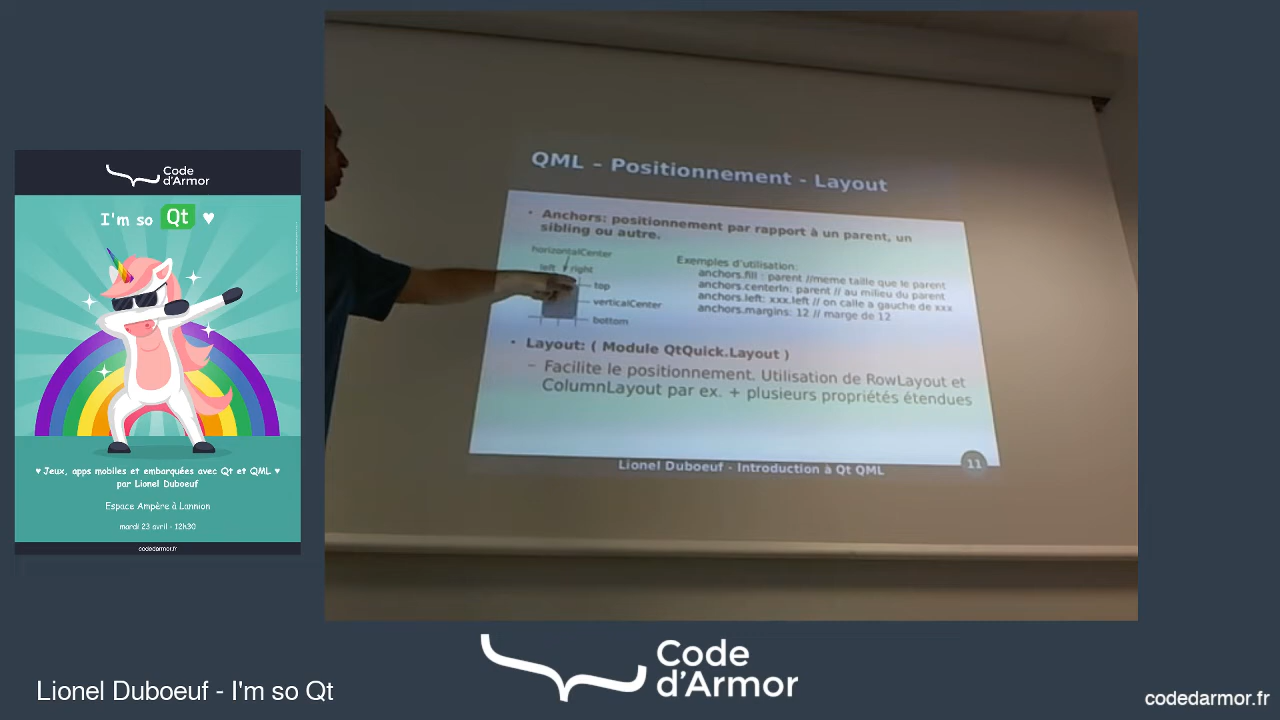 Code
d'Armor
I'm so Qt ♥
♥ Jeux, apps mobiles et embarquées avec Qt et QML ♥
par Lionel Duboeuf
Espace Ampère à Lannion
mardi 23 avril - 12h30
codedarmor.fr
QML – Positionnement - Layout
• Anchors: positionnement par rapport à un parent, un
sibling ou autre.
horizontalCenter
left right
top
verticalCenter
bottom
Exemples d'utilisation:
anchors.fill : parent //meme taille que le parent
anchors.centerIn: parent // au milieu du parent
anchors.left: xxx.left // on calle a gauche de xxx
anchors.margins: 12 // marge de 12
• Layout: ( Module QtQuick.Layout )
– Facilite le positionnement. Utilisation de RowLayout et
ColumnLayout par ex. + plusieurs propriétés étendues
Lionel Duboeuf - Introduction à Qt QML
11
Code
d'Armor
Lionel Duboeuf - I'm so Qt
codedarmor.fr